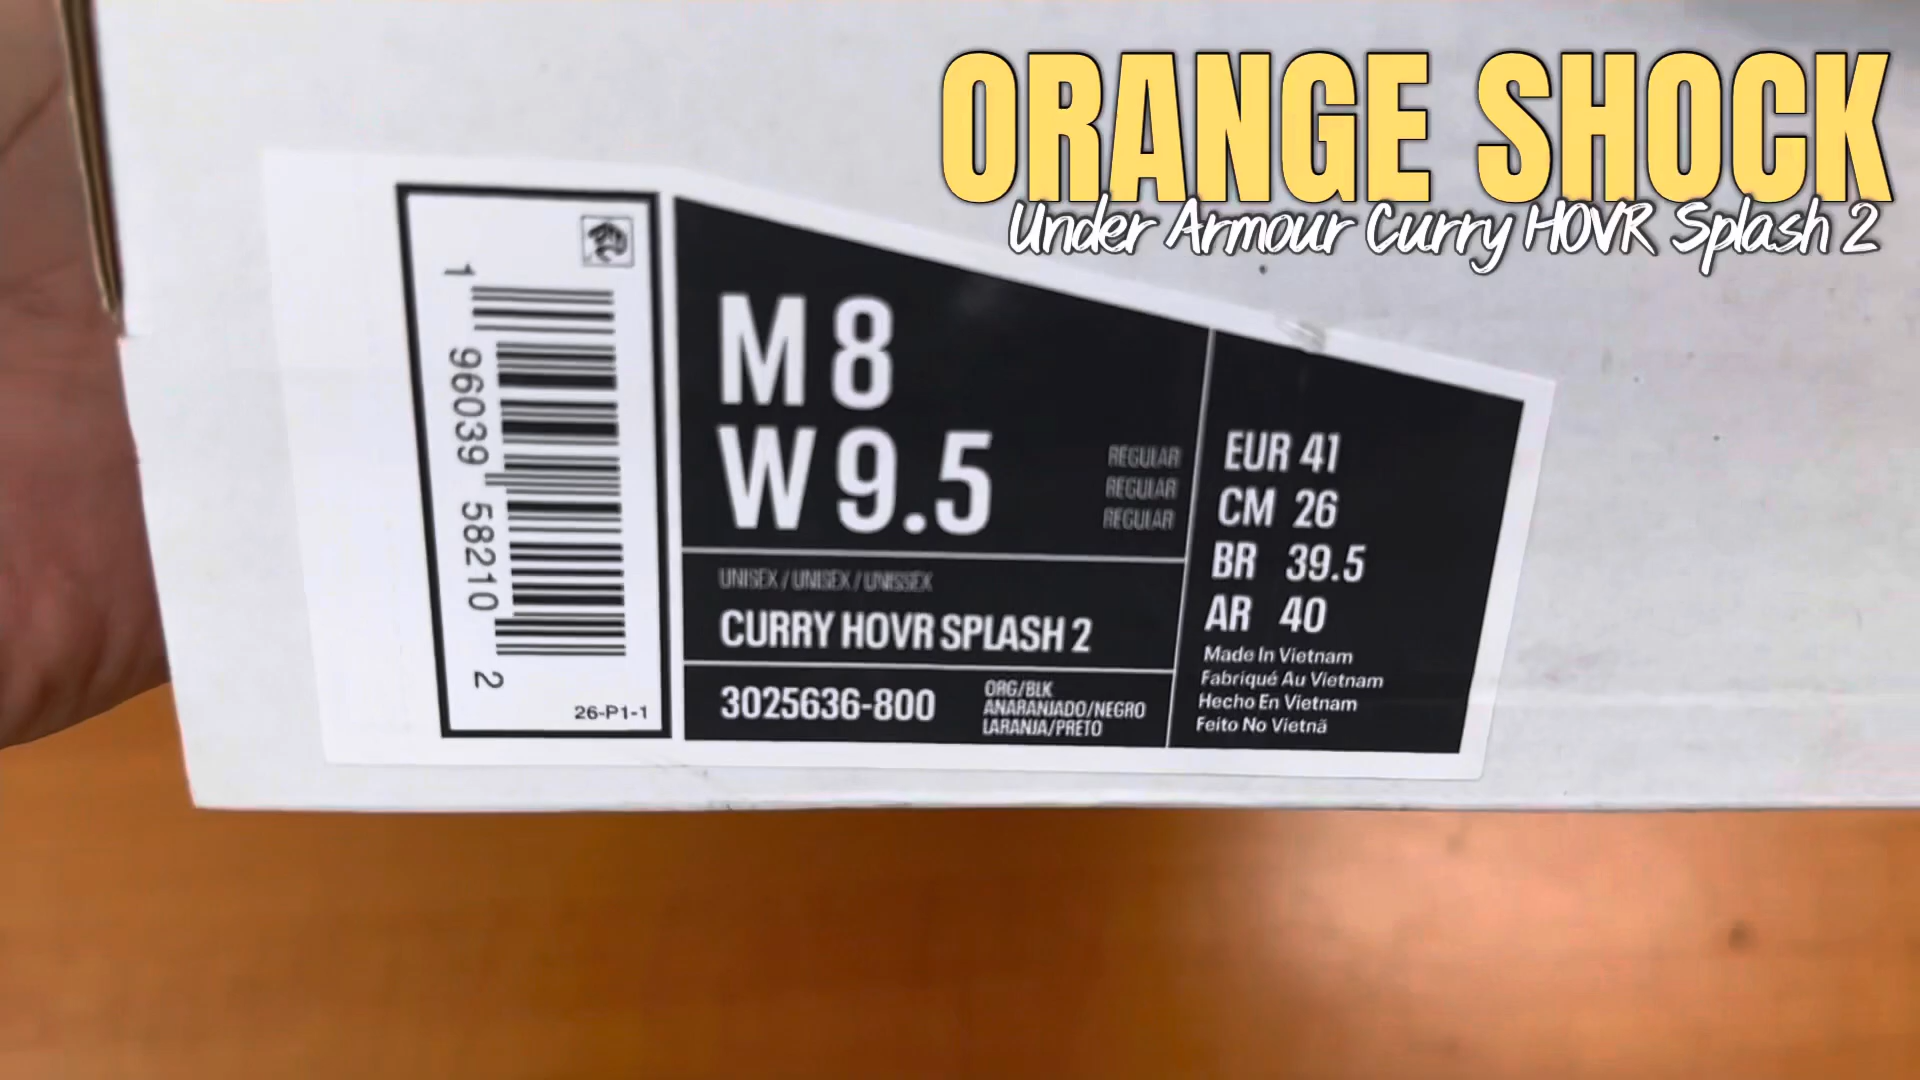 ORANGE SHOCK
Under Armour Curry HOVR Splash 2
1 96039 58210 2
26-P1-1
M 8
W 9.5
REGULAR
REGULAR
REGULAR
UNISEX / UNISEX / UNISSEX
CURRY HOVR SPLASH 2
3025636-800
ORG/BLK
ANARANJADO/NEGRO
LARANJA/PRETO
EUR 41
CM 26
BR 39.5
AR 40
Made In Vietnam
Fabriqué Au Vietnam
Hecho En Vietnam
Feito No Vietnã